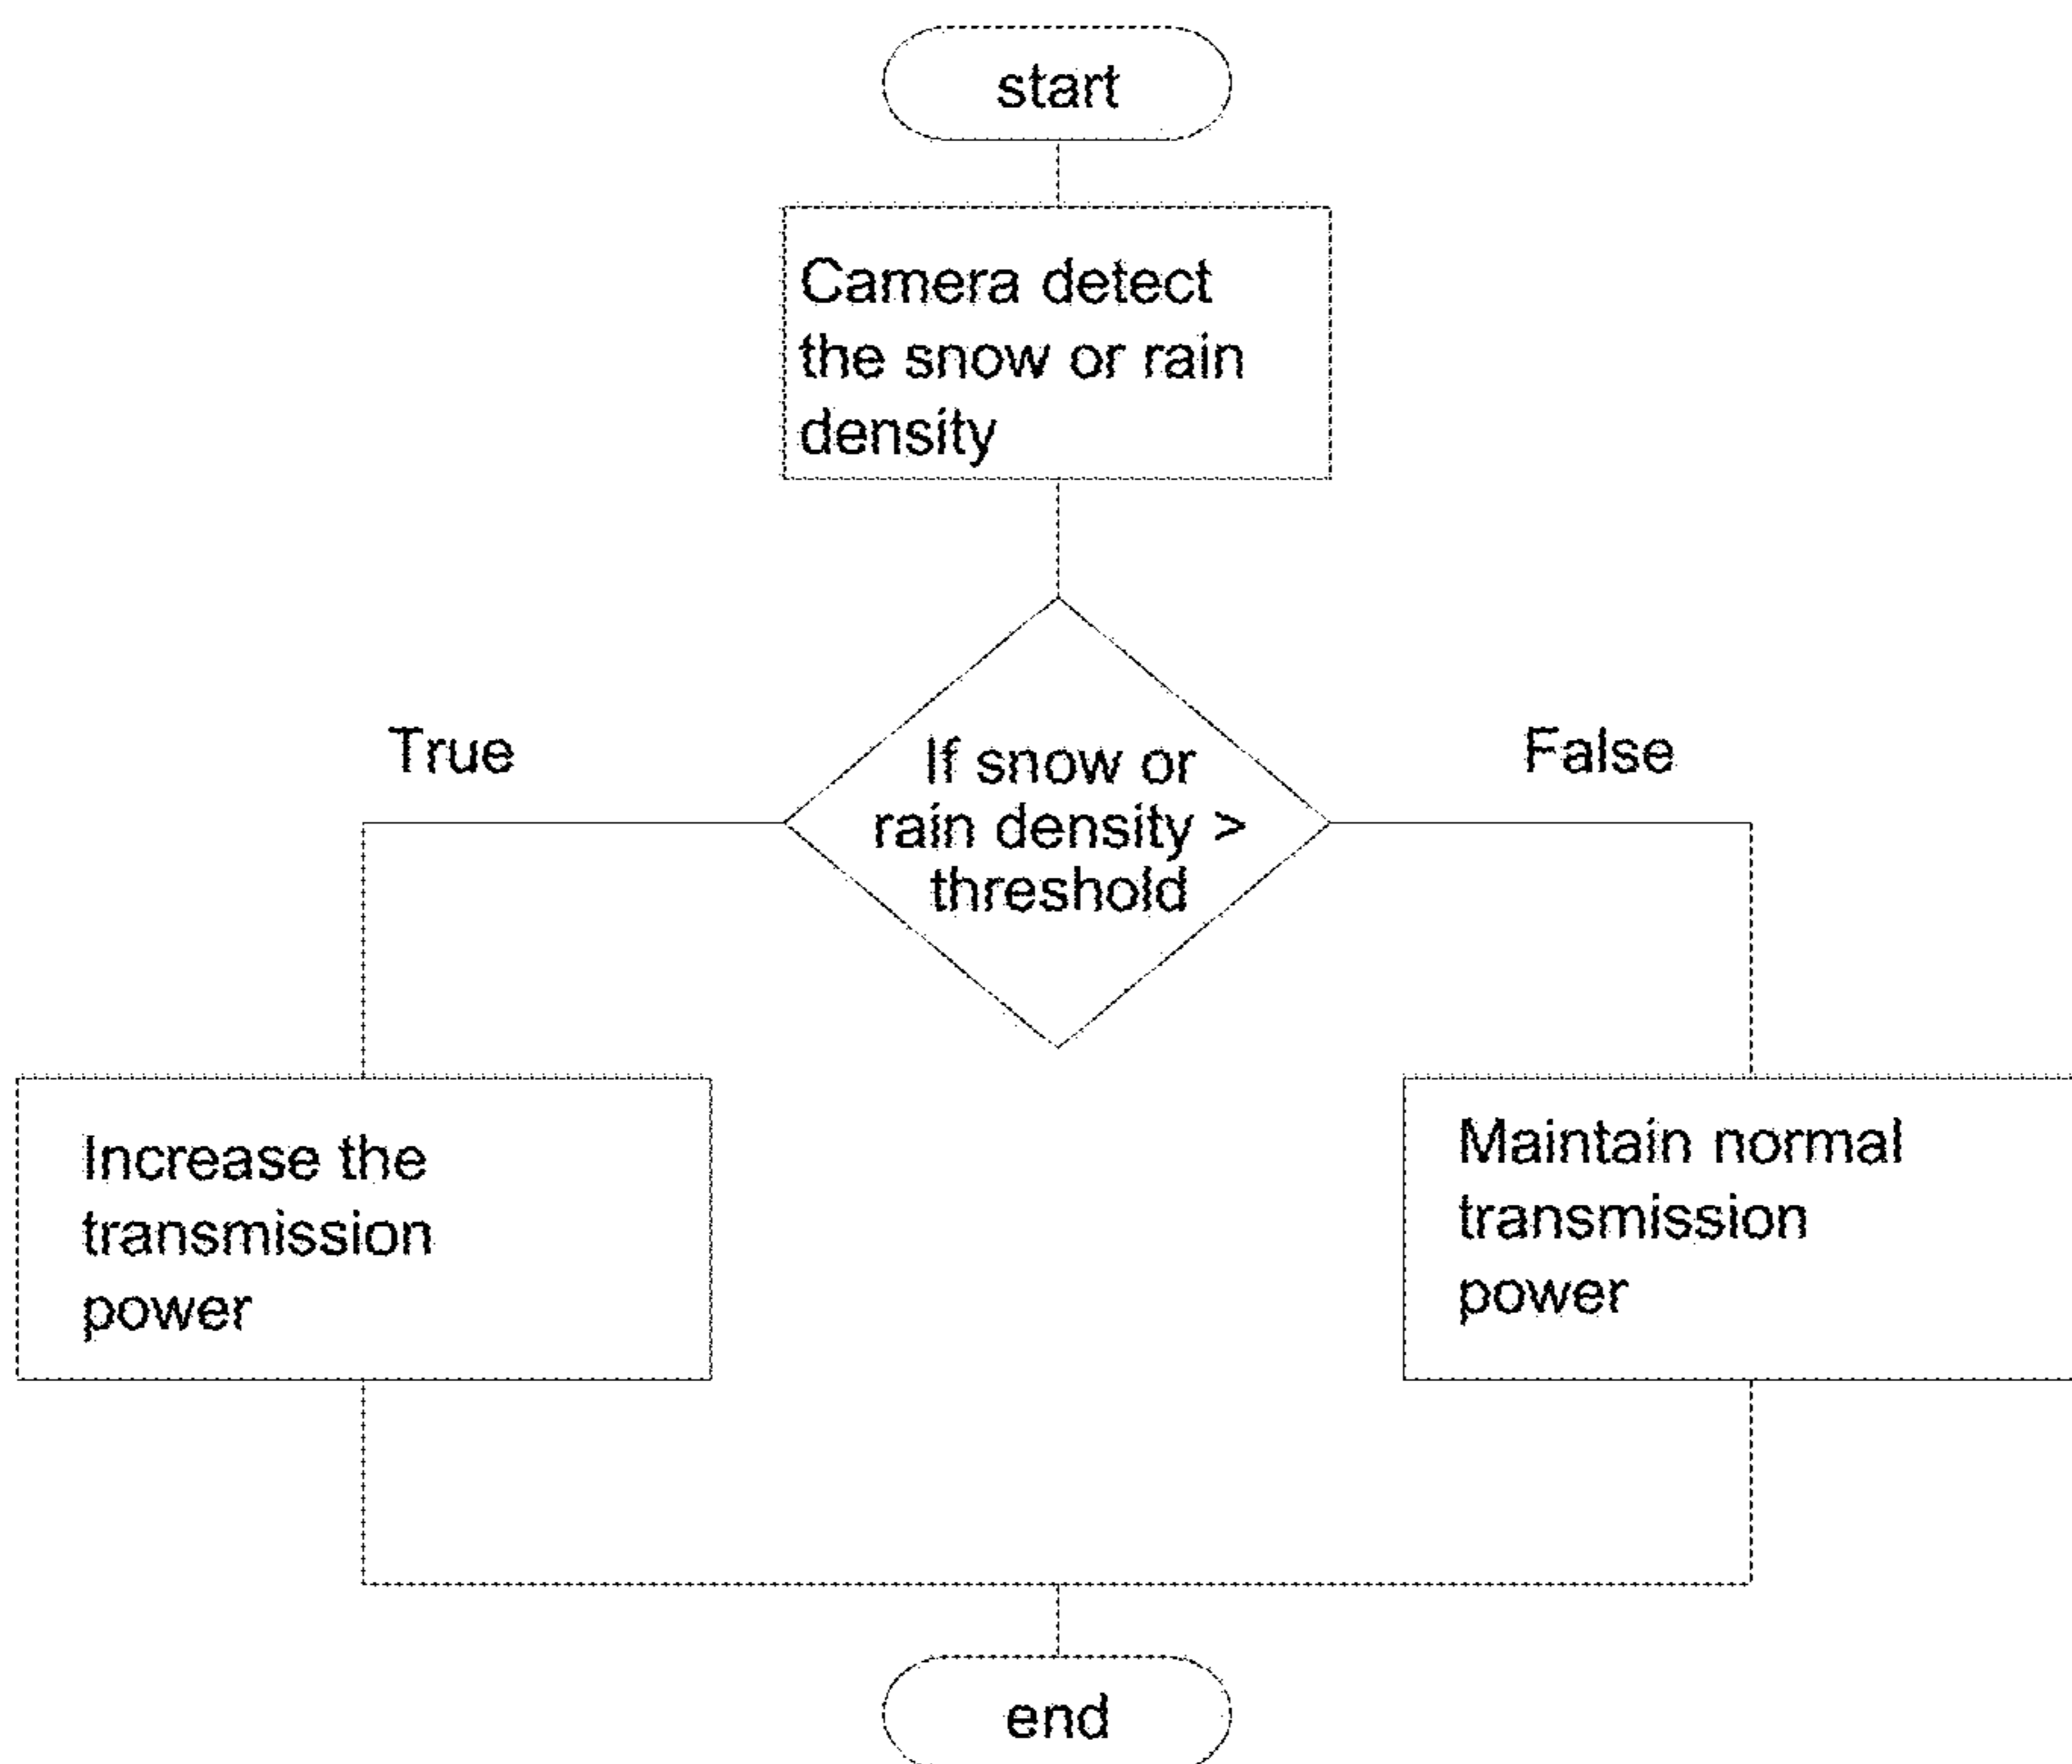 start
Camera detect
the snow or rain
density
True
If snow or
rain density >
threshold
False
Increase the
transmission
power
Maintain normal
transmission
power
end